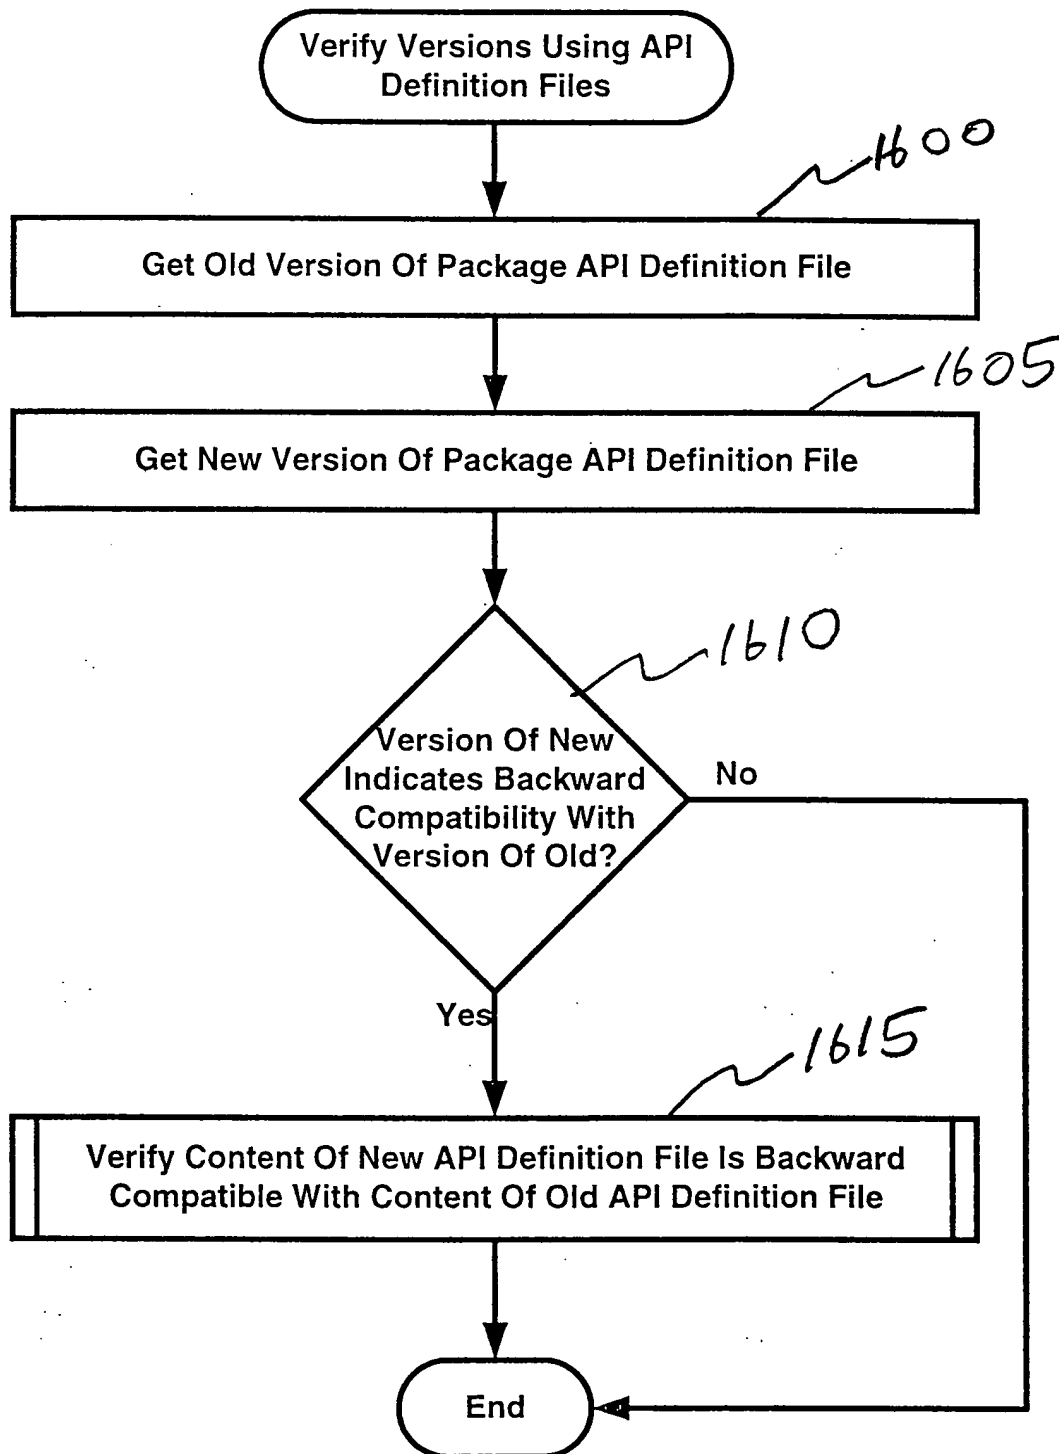 Verify Versions Using API
Definition Files
1600
Get Old Version Of Package API Definition File
1605
Get New Version Of Package API Definition File
1610
Version Of New
Indicates Backward
Compatibility With
Version Of Old?
No
Yes
1615
Verify Content Of New API Definition File Is Backward
Compatible With Content Of Old API Definition File
End